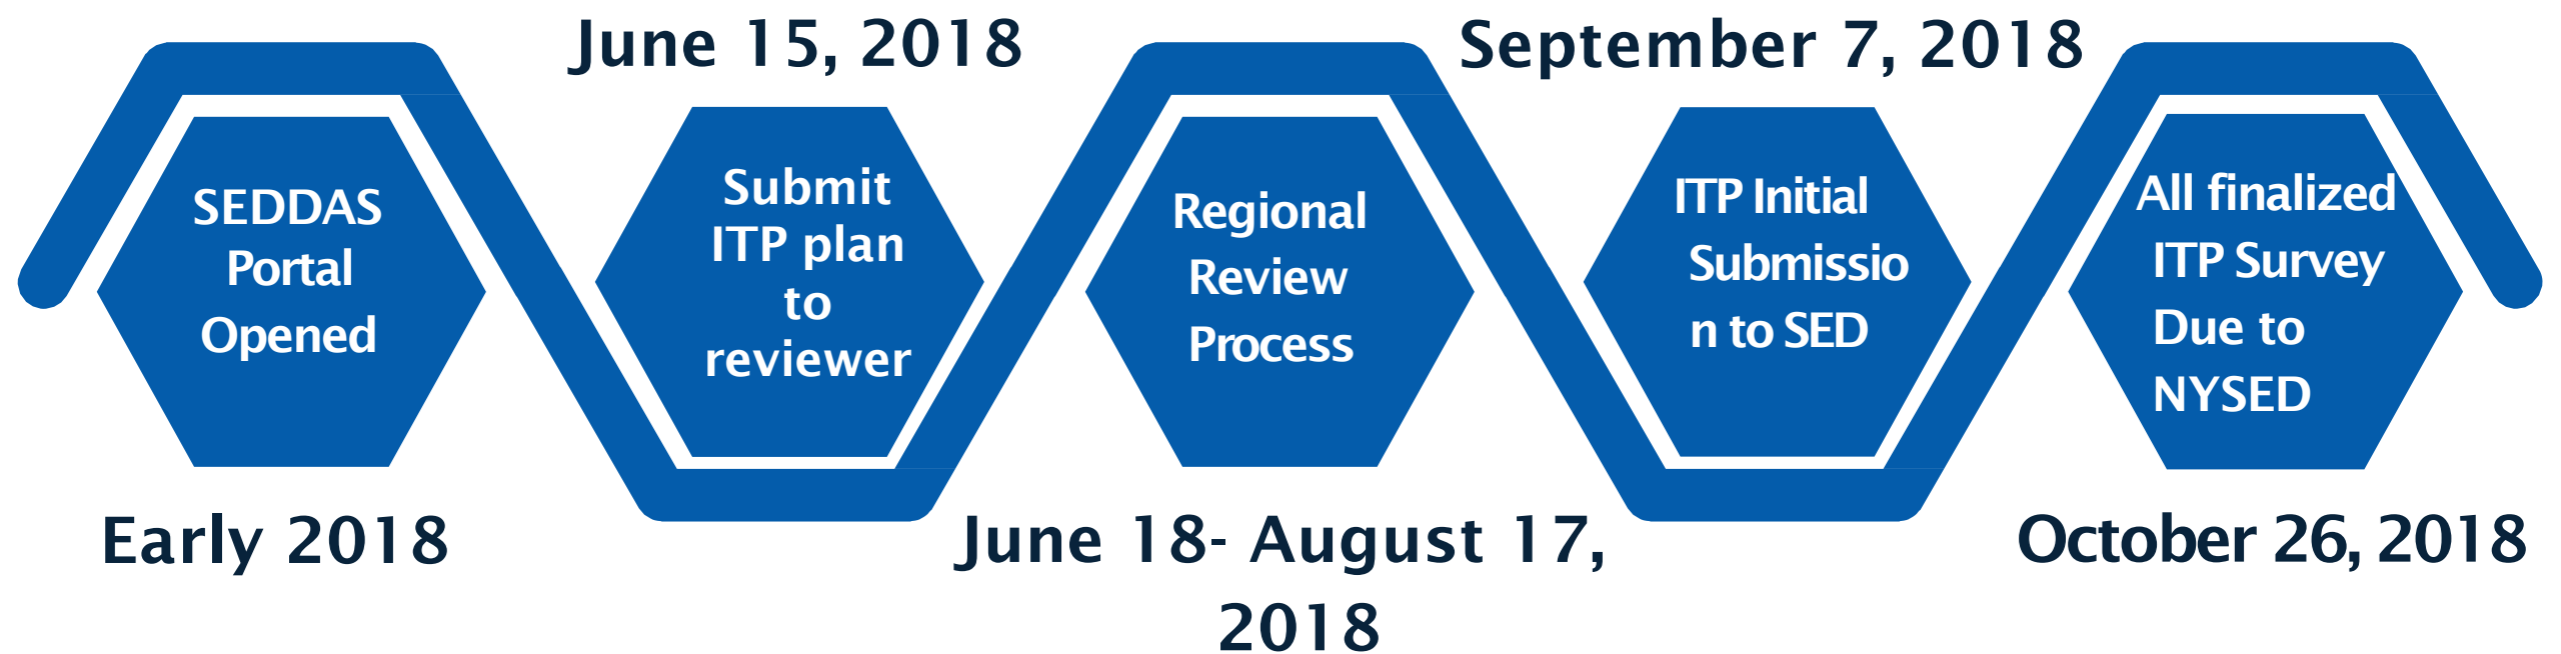 SEDDAS
Portal
Opened
Early 2018
June 15, 2018
Submit
ITP plan
to
reviewer
Regional
Review
Process
June 18- August 17,
2018
September 7, 2018
ITP Initial
Submissio
n to SED
All finalized
ITP Survey
Due to
NYSED
October 26, 2018